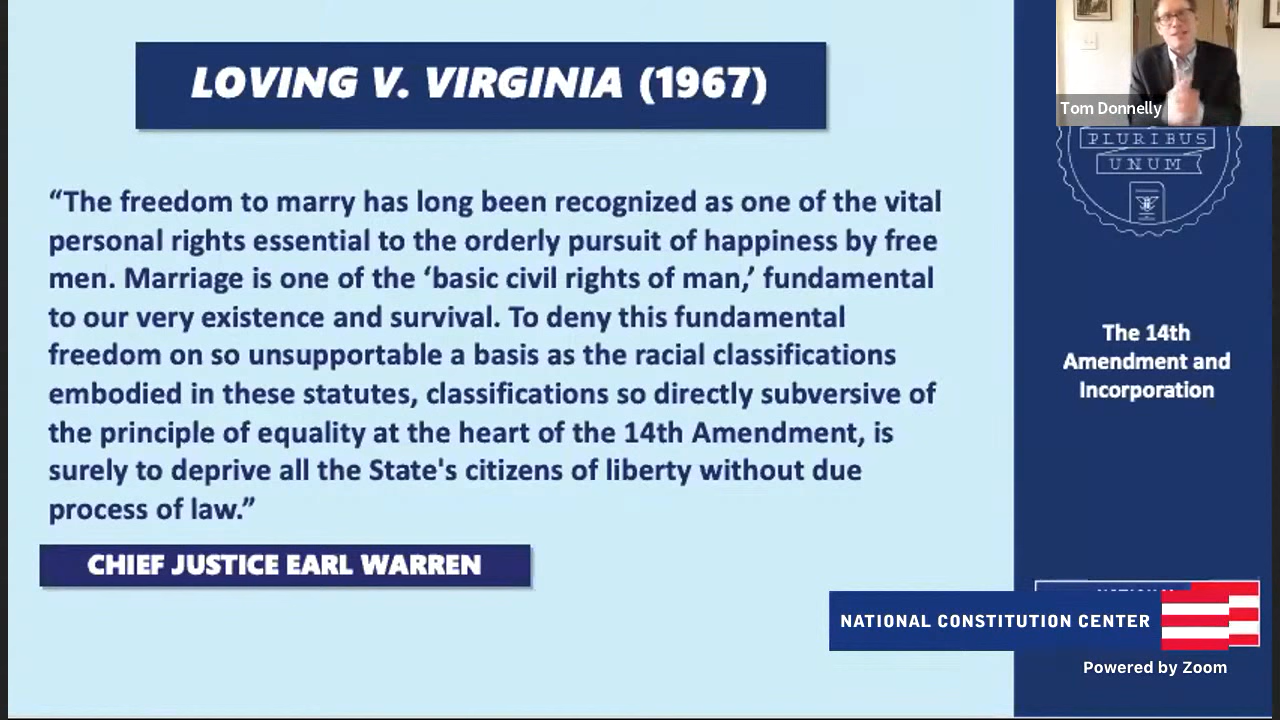 LOVING V. VIRGINIA (1967)
“The freedom to marry has long been recognized as one of the vital
personal rights essential to the orderly pursuit of happiness by free
men. Marriage is one of the ‘basic civil rights of man,’ fundamental
to our very existence and survival. To deny this fundamental
freedom on so unsupportable a basis as the racial classifications
embodied in these statutes, classifications so directly subversive of
the principle of equality at the heart of the 14th Amendment, is
surely to deprive all the State's citizens of liberty without due
process of law.”
CHIEF JUSTICE EARL WARREN
Tom Donnelly
PLURIBUS
UNUM
The 14th
Amendment and
Incorporation
NATIONAL CONSTITUTION CENTER
Powered by Zoom